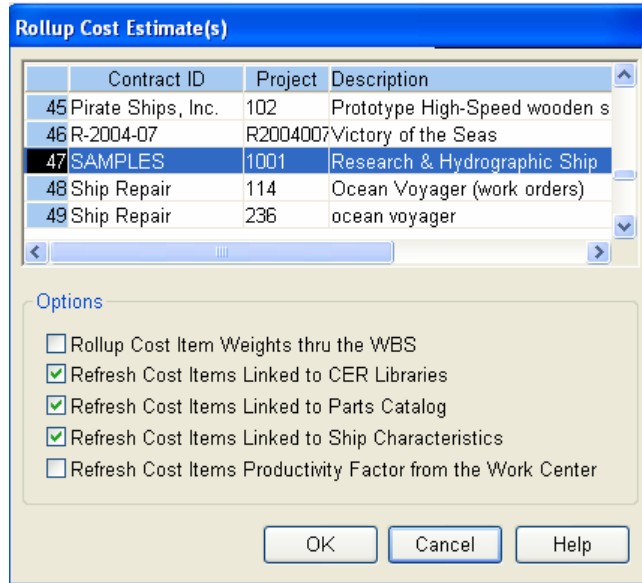 Rollup Cost Estimate(s)
Contract ID Project Description
45 Pirate Ships, Inc. 102 Prototype High-Speed wooden s
46 R-2004-07 R2004007 Victory of the Seas
47 SAMPLES 1001 Research & Hydrographic Ship
48 Ship Repair 114 Ocean Voyager (work orders)
49 Ship Repair 236 ocean voyager
Options
Rollup Cost Item Weights thru the WBS
Refresh Cost Items Linked to CER Libraries
Refresh Cost Items Linked to Parts Catalog
Refresh Cost Items Linked to Ship Characteristics
Refresh Cost Items Productivity Factor from the Work Center
OK Cancel Help